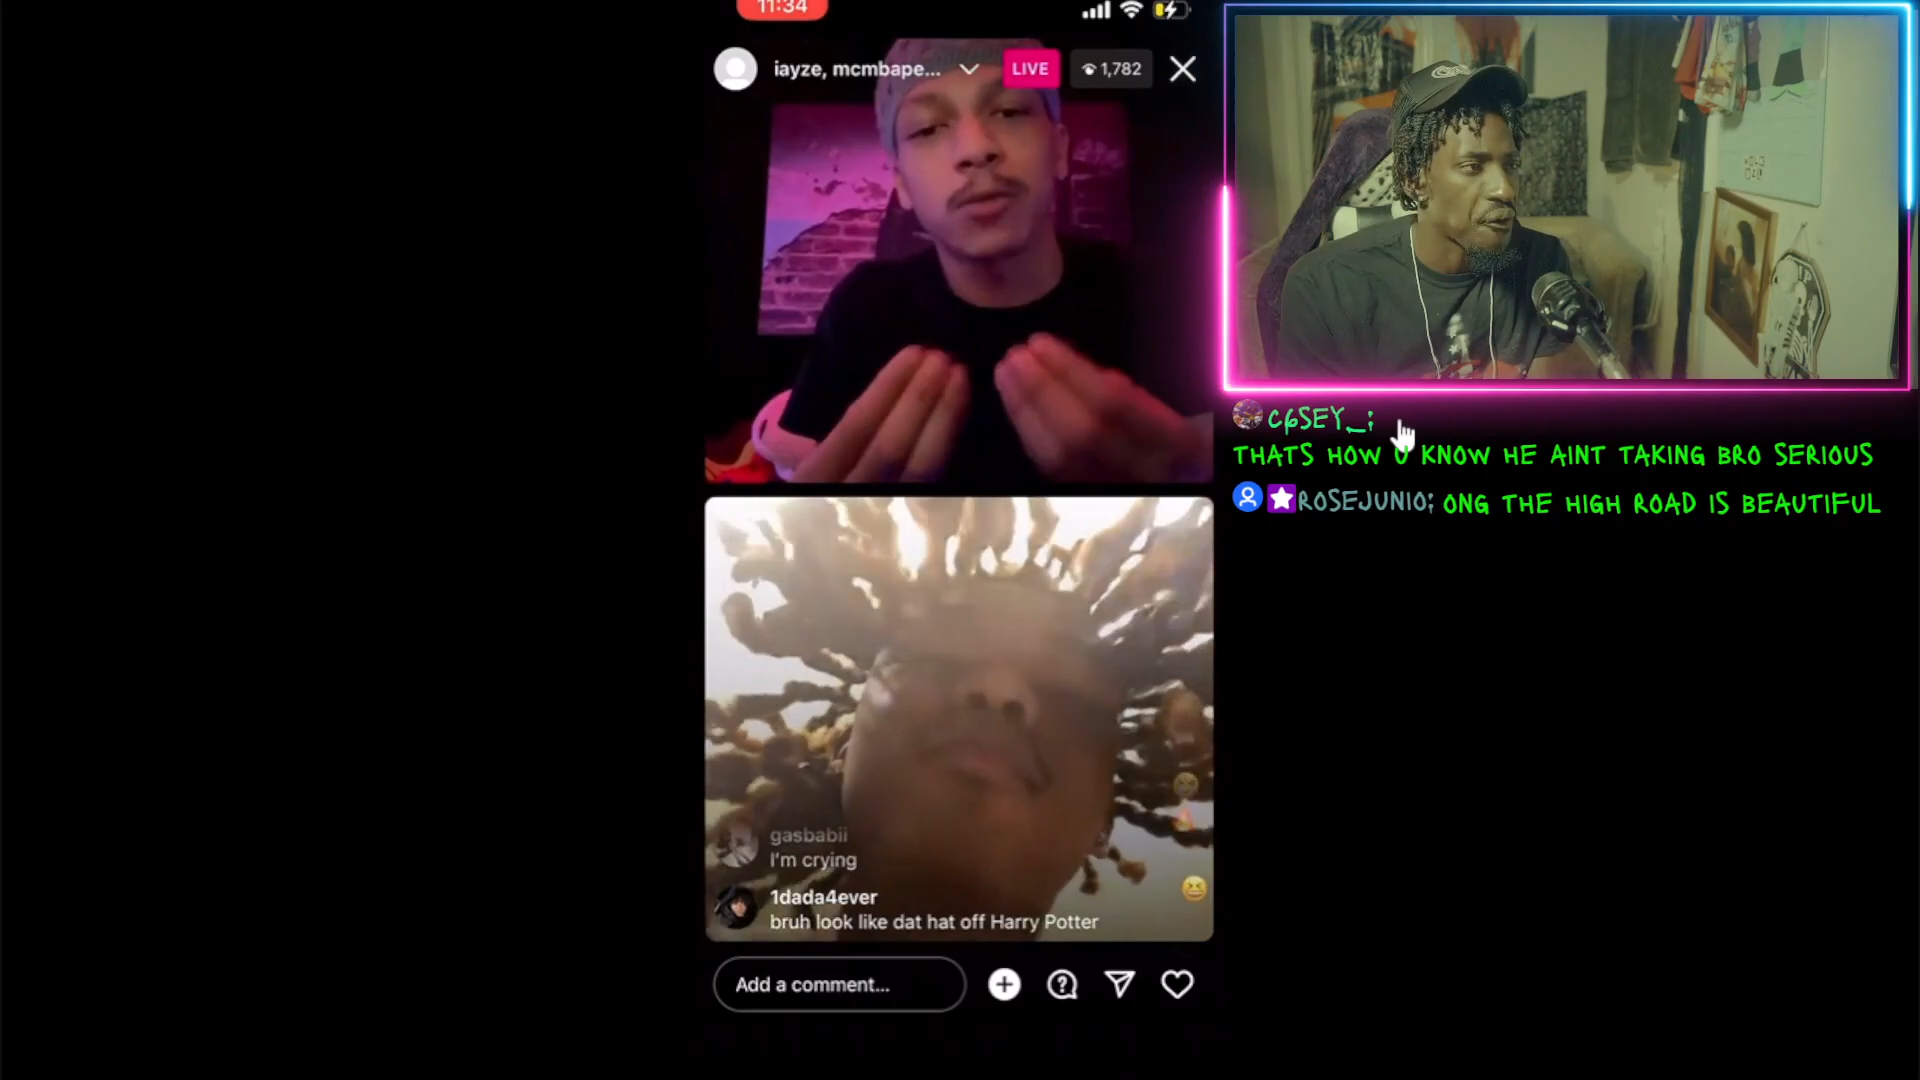 11:34
iayze, mcmbape...
LIVE
1,782
C6SEY_:
THATS HOW U KNOW HE AINT TAKING BRO SERIOUS
ROSEJUNIO: ONG THE HIGH ROAD IS BEAUTIFUL
gasbabii
I'm crying
1dada4ever
bruh look like dat hat off Harry Potter
Add a comment...